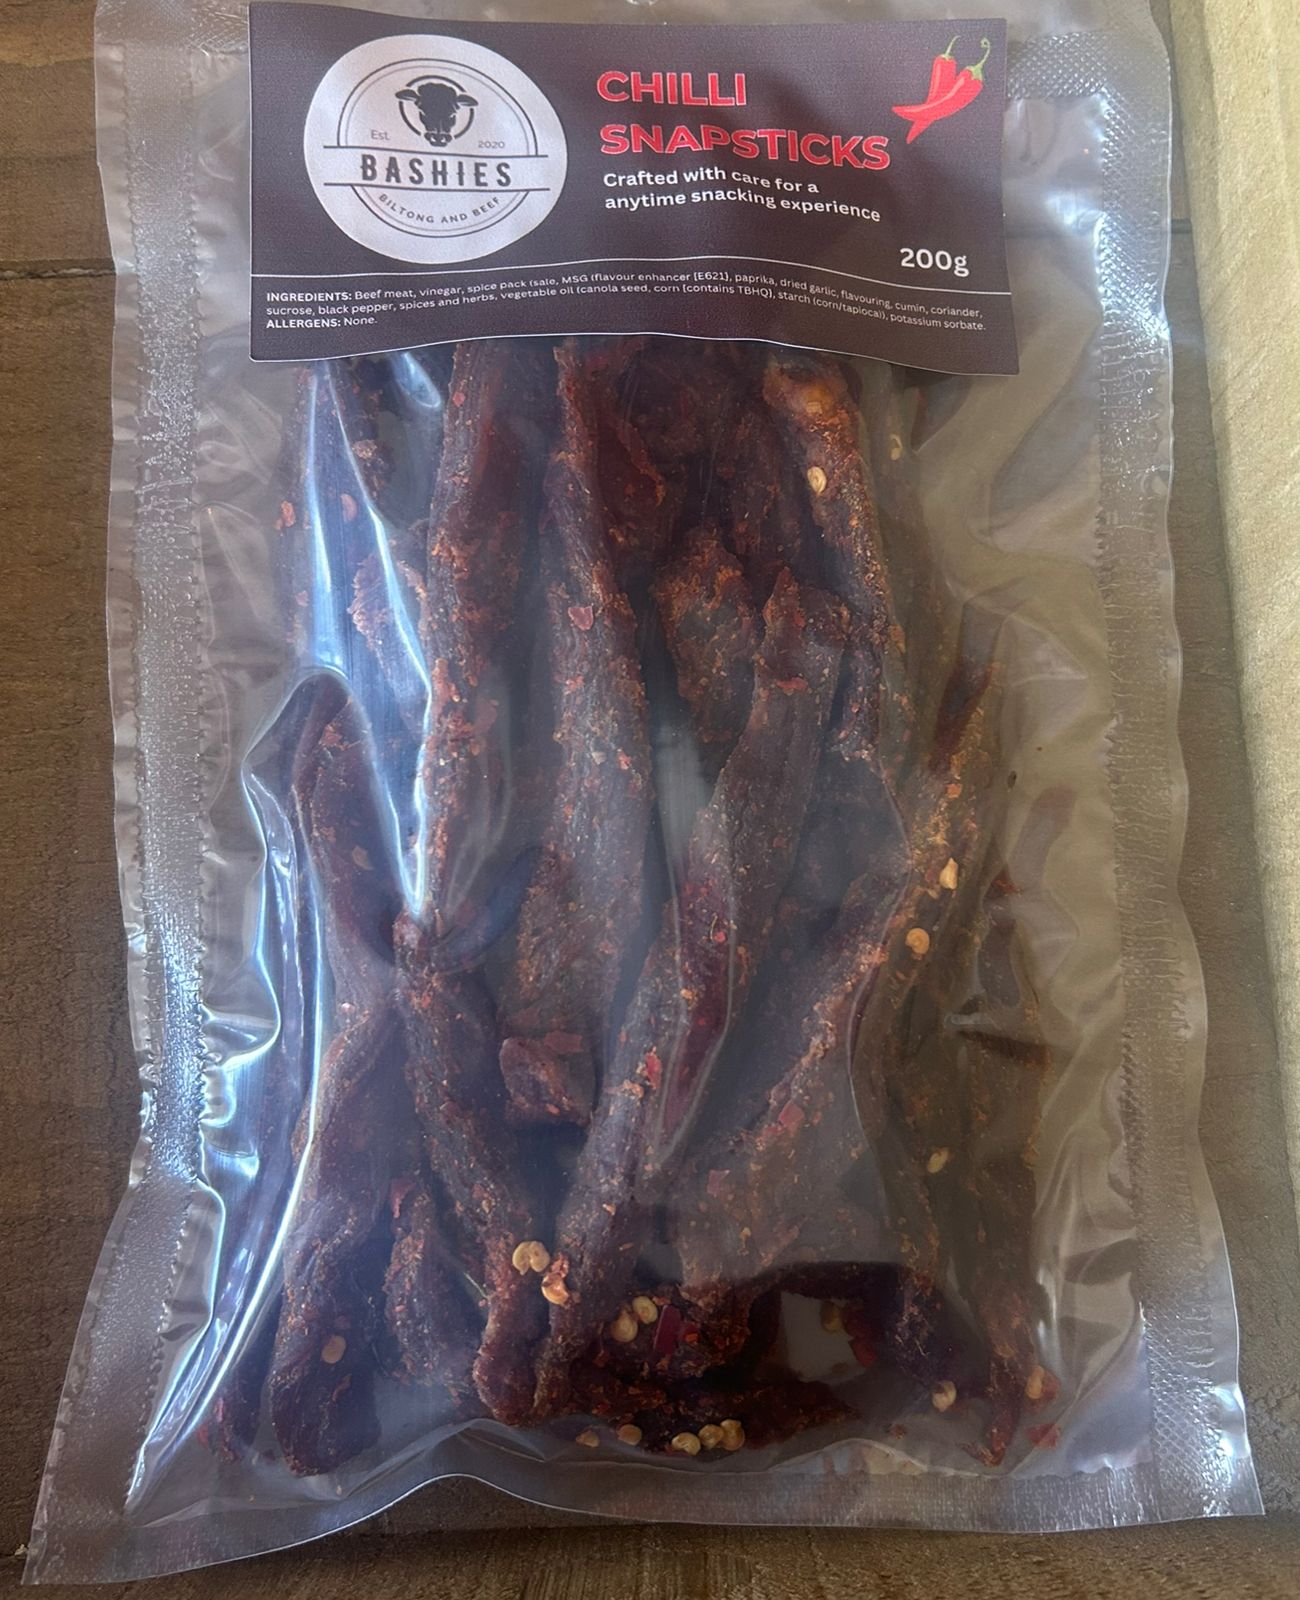 Est.
2020
BASHIES
BILTONG AND BEEF
CHILLI
SNAPSTICKS
Crafted with care for a
anytime snacking experience
200g
INGREDIENTS: Beef meat, vinegar, spice pack (sale, MSG (flavour enhancer [E621), paprika, dried garlic, flavouring, cumin, coriander,
sucrose, black pepper, spices and herbs, vegetable oil (canola seed, corn [contains TBHQ), starch (corn/tapioca)), potassium sorbate.
ALLERGENS: None.